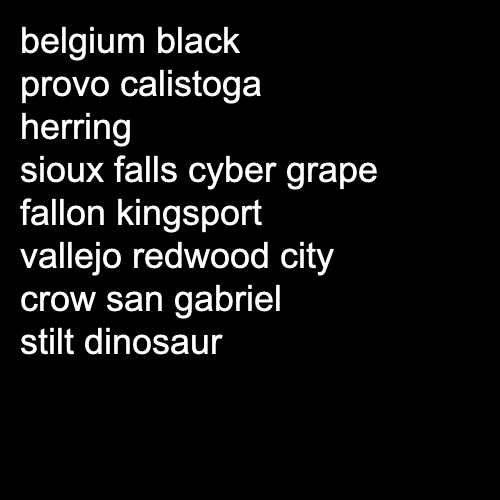 belgium black
provo calistoga
herring
sioux falls cyber grape
fallon kingsport
vallejo redwood city
crow san gabriel
stilt dinosaur